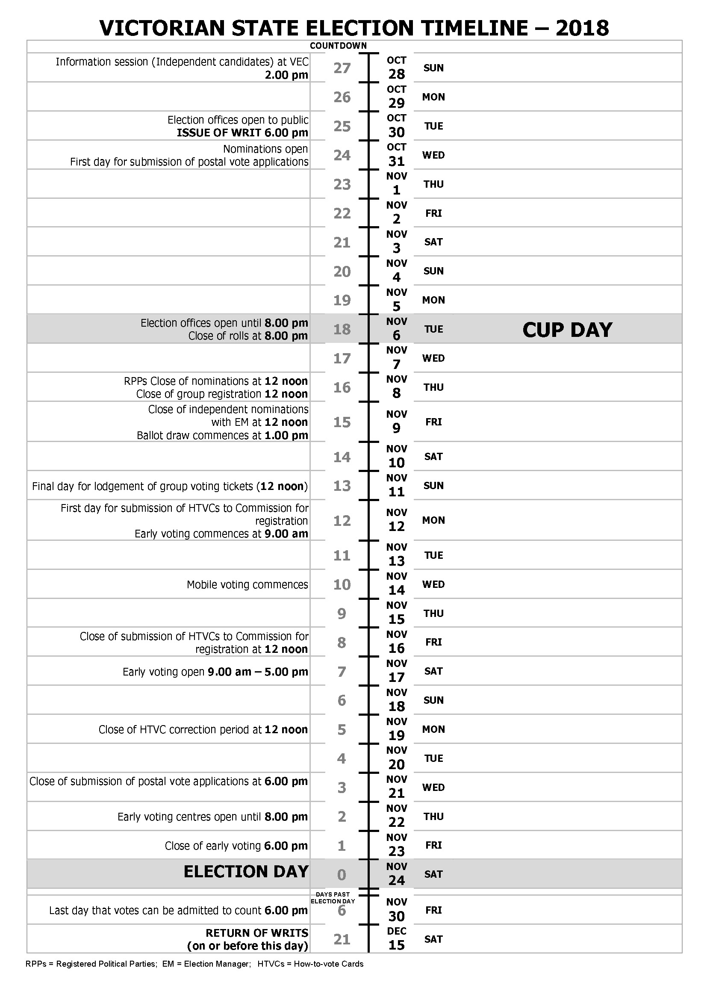 VICTORIAN STATE ELECTION TIMELINE – 2018
COUNTDOWN
Information session (Independent candidates) at VEC
2.00 pm
27
OCT
28
SUN
26
OCT
29
MON
Election offices open to public
ISSUE OF WRIT 6.00 pm
25
OCT
30
TUE
Nominations open
First day for submission of postal vote applications
24
OCT
31
WED
23
NOV
1
THU
22
NOV
2
FRI
21
NOV
3
SAT
20
NOV
4
SUN
19
NOV
5
MON
Election offices open until 8.00 pm
Close of rolls at 8.00 pm
18
NOV
6
TUE
CUP DAY
17
NOV
7
WED
RPPs Close of nominations at 12 noon
Close of group registration 12 noon
16
NOV
8
THU
Close of independent nominations
with EM at 12 noon
Ballot draw commences at 1.00 pm
15
NOV
9
FRI
14
NOV
10
SAT
Final day for lodgement of group voting tickets (12 noon)
13
NOV
11
SUN
First day for submission of HTVCs to Commission for
registration
Early voting commences at 9.00 am
12
NOV
12
MON
11
NOV
13
TUE
Mobile voting commences
10
NOV
14
WED
9
NOV
15
THU
Close of submission of HTVCs to Commission for
registration at 12 noon
8
NOV
16
FRI
Early voting open 9.00 am – 5.00 pm
7
NOV
17
SAT
6
NOV
18
SUN
Close of HTVC correction period at 12 noon
5
NOV
19
MON
4
NOV
20
TUE
Close of submission of postal vote applications at 6.00 pm
3
NOV
21
WED
Early voting centres open until 8.00 pm
2
NOV
22
THU
Close of early voting 6.00 pm
1
NOV
23
FRI
ELECTION DAY
0
NOV
24
SAT
DAYS PAST
ELECTION DAY
Last day that votes can be admitted to count 6.00 pm
6
NOV
30
FRI
RETURN OF WRITS
(on or before this day)
21
DEC
15
SAT
RPPs = Registered Political Parties; EM = Election Manager; HTVCs = How-to-vote Cards